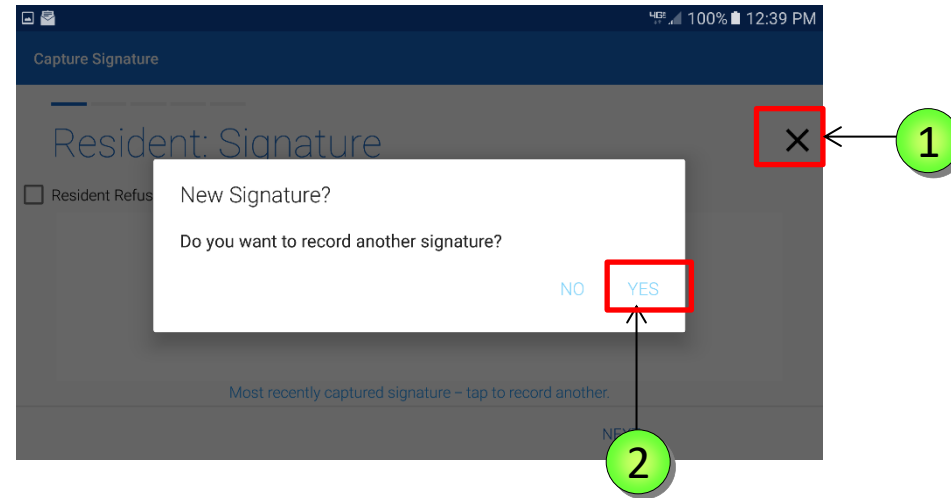 4GE 100% 12:39 PM
Capture Signature
Resident: Signature
1
Resident Refus
New Signature?
Do you want to record another signature?
NO YES
Most recently captured signature – tap to record another.
2